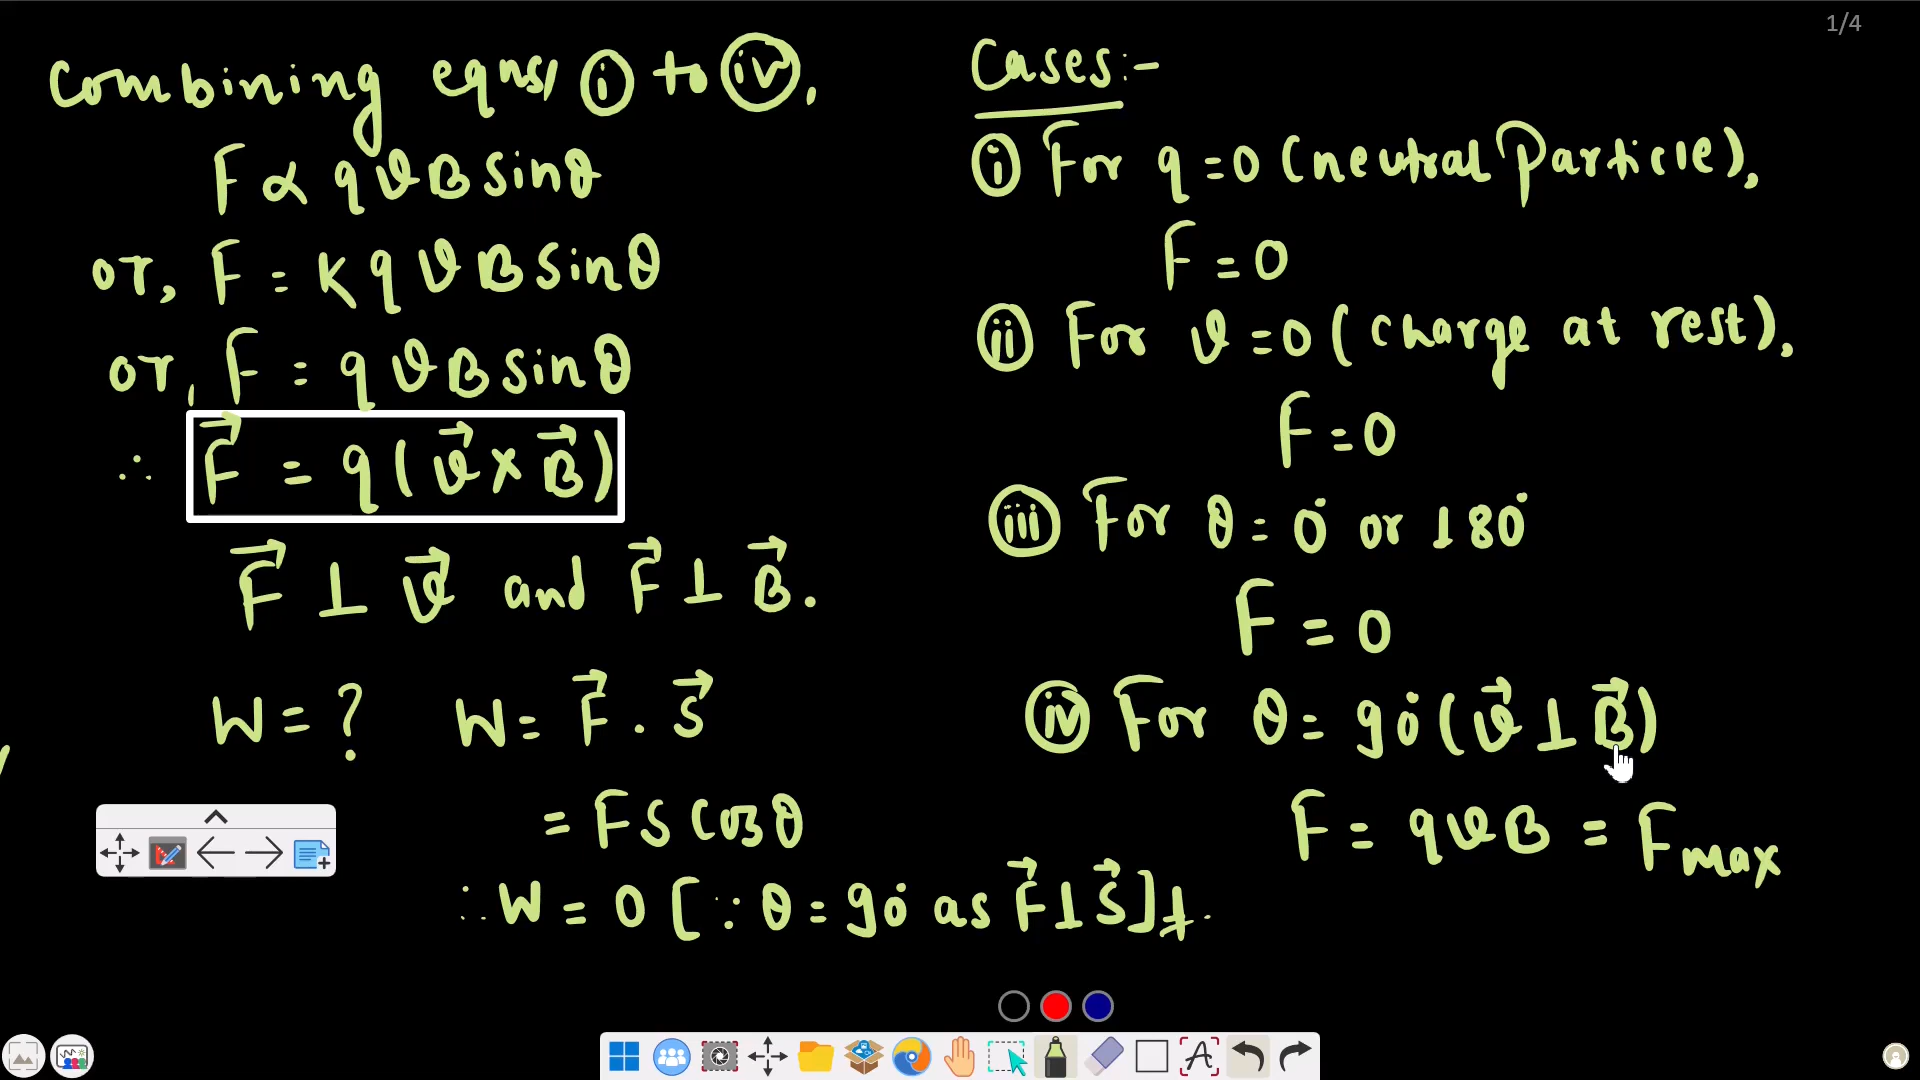 1/4
Combining eqns, (i) to (iv),
F ∝ qvB sinθ
or, F = K qvB sinθ
or, F = qvB sinθ
∴ F⃗ = q(v⃗ × B⃗)
F⃗ ⊥ v⃗ and F⃗ ⊥ B⃗.
W = ? W = F⃗ . S⃗
= FS cosθ
∴ W = 0 [∵ θ = 90° as F⃗ ⊥ S⃗]
Cases:-
(i) For q = 0 (neutral Particle),
F = 0
(ii) For v = 0 (charge at rest),
F = 0
(iii) For θ = 0° or 180°
F = 0
(iv) For θ = 90° (v⃗ ⊥ B⃗)
F = qvB = Fmax